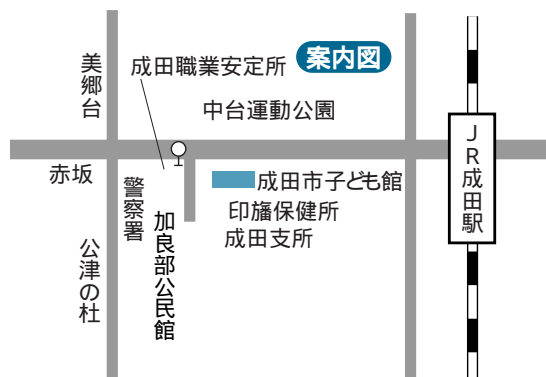 案内図
美郷台
成田職業安定所
中台運動公園
JR成田駅
赤坂
警察署
成田市子ども館
印旛保健所
成田支所
加良部公民館
公津の杜